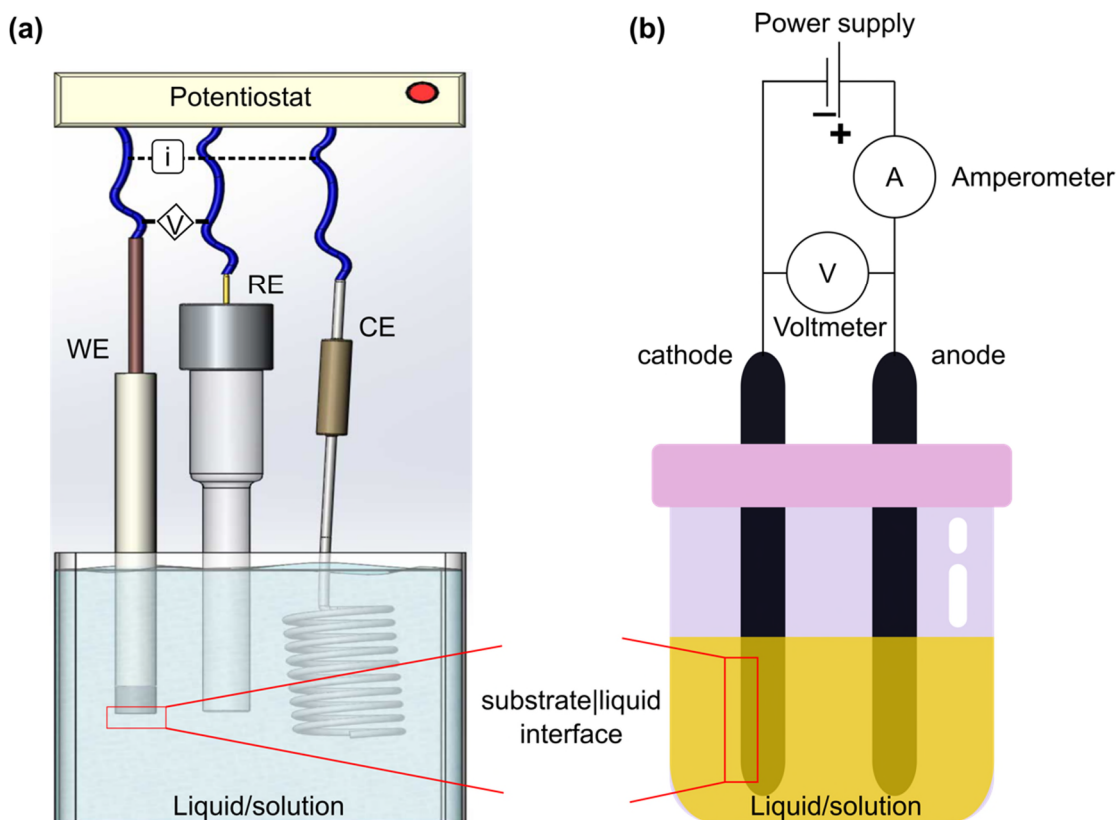 (a)
Potentiostat
i
V
RE
CE
WE
Liquid/solution
(b)
Power supply
−
+
A
Amperometer
V
Voltmeter
cathode
anode
substrate|liquid
interface
Liquid/solution